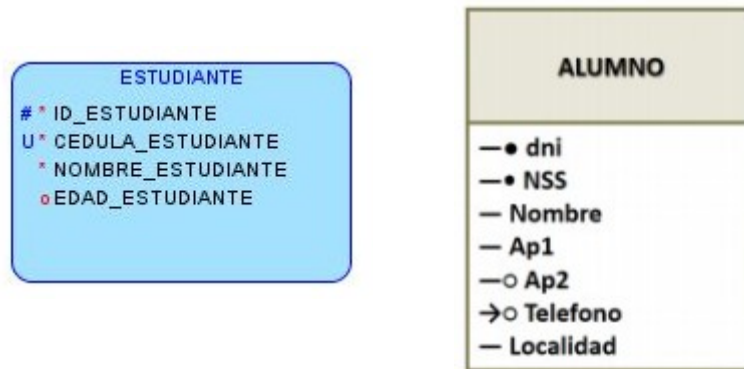 ESTUDIANTE
# * ID_ESTUDIANTE
U * CEDULA_ESTUDIANTE
* NOMBRE_ESTUDIANTE
o EDAD_ESTUDIANTE
ALUMNO
dni
NSS
Nombre
Ap1
Ap2
Telefono
Localidad